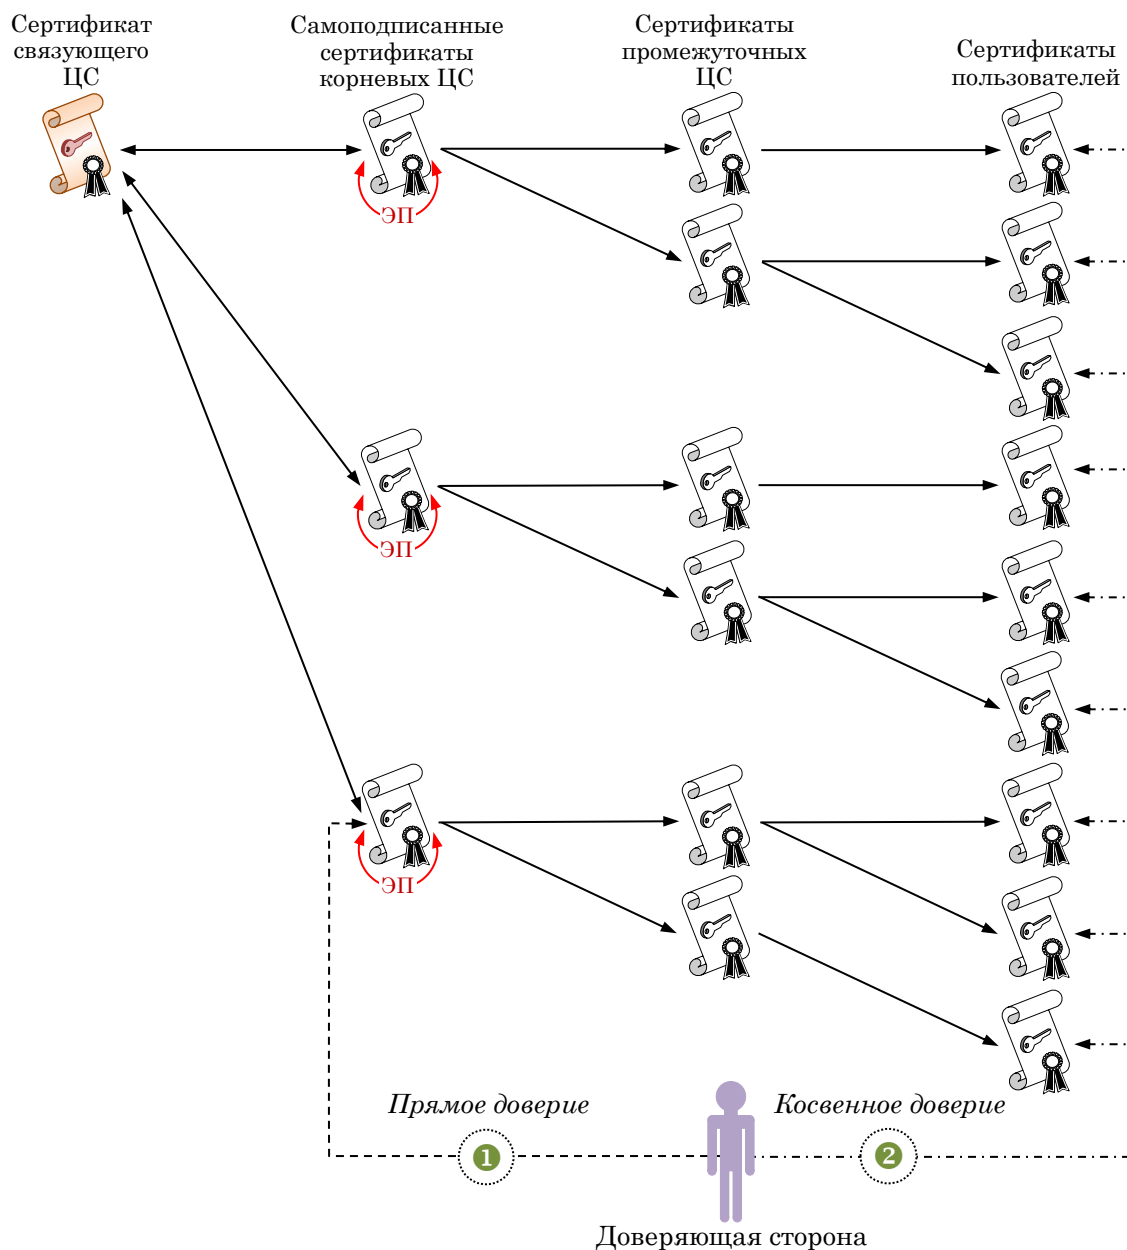 Сертификат
связующего
ЦС
Самоподписанные
сертификаты
корневых ЦС
Сертификаты
промежуточных
ЦС
Сертификаты
пользователей
ЭП
ЭП
ЭП
Прямое доверие
Косвенное доверие
1
2
Доверяющая сторона